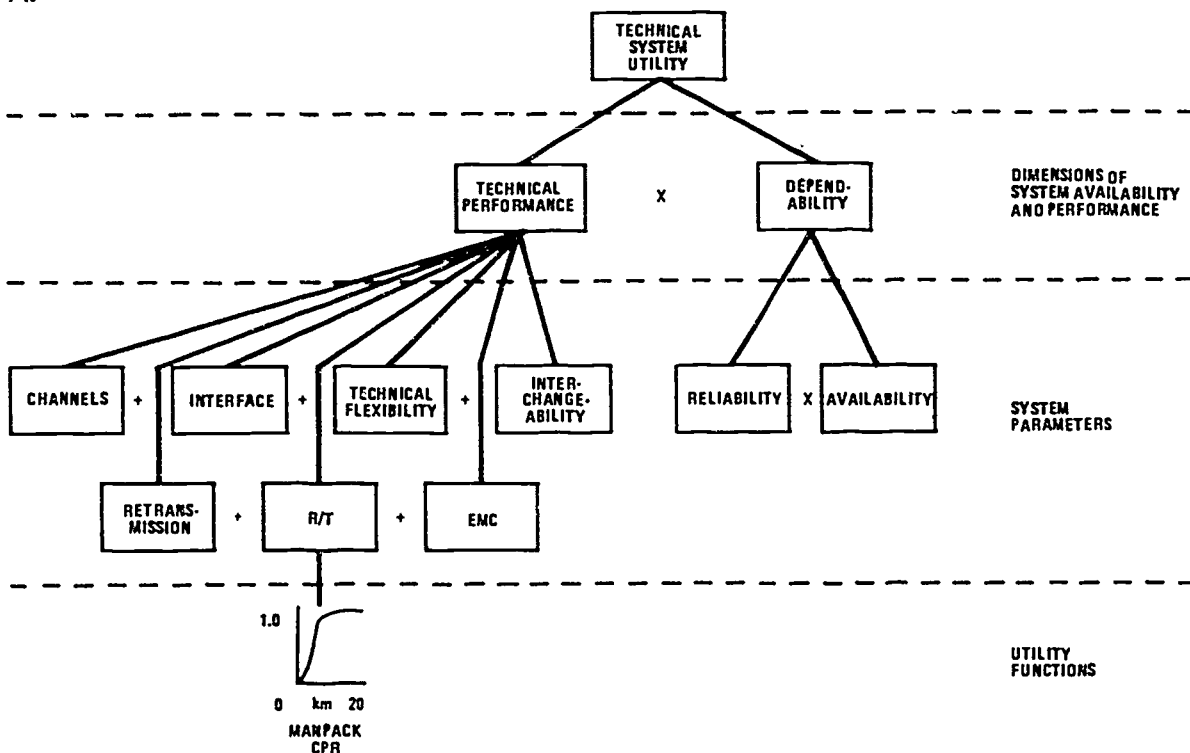 TECHNICAL
SYSTEM
UTILITY
TECHNICAL
PERFORMANCE
X
DEPEND-
ABILITY
DIMENSIONS OF
SYSTEM AVAILABILITY
AND PERFORMANCE
CHANNELS
+
INTERFACE
+
TECHNICAL
FLEXIBILITY
+
INTER-
CHANGE-
ABILITY
RELIABILITY
X
AVAILABILITY
SYSTEM
PARAMETERS
RETRANS-
MISSION
+
R/T
+
EMC
1.0
0 km 20
MANPACK
CPR
UTILITY
FUNCTIONS